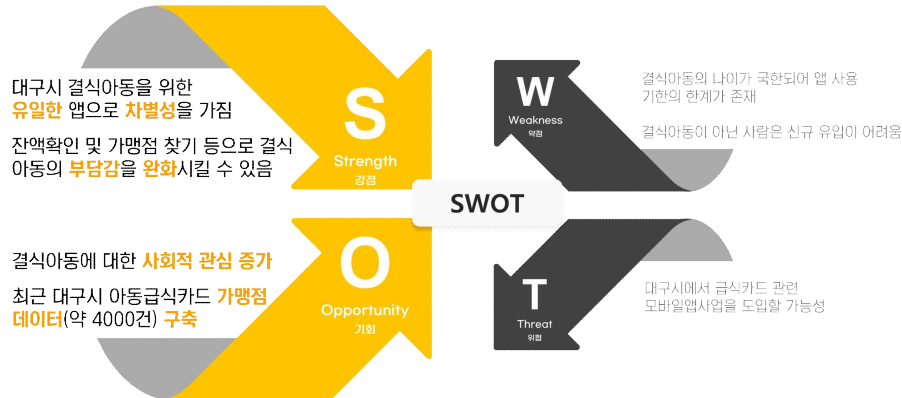 대구시 결식아동을 위한
유일한 앱으로 차별성을 가짐
잔액확인 및 가맹점 찾기 등으로 결식
아동의 부담감을 완화시킬 수 있음
S
Strength
강점
W
Weakness
약점
결식아동의 나이가 국한되어 앱 사용
기한의 한계가 존재
결식아동이 아닌 사람은 신규 유입이 어려움
SWOT
결식아동에 대한 사회적 관심 증가
최근 대구시 아동급식카드 가맹점
데이터(약 4000건) 구축
O
Opportunity
기회
T
Threat
위협
대구시에서 급식카드 관련
모바일앱사업을 도입할 가능성